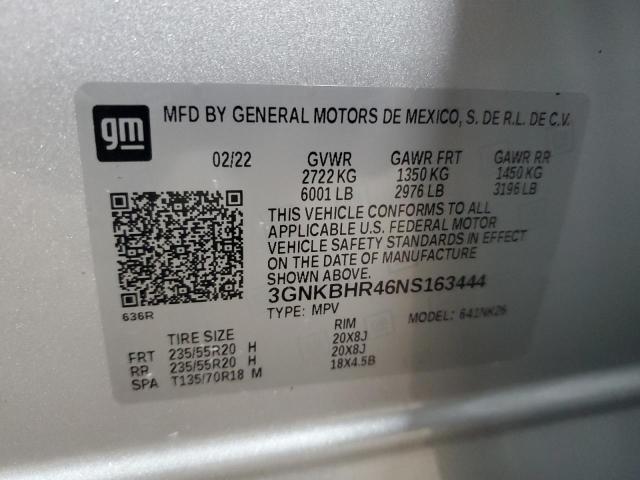 gm
MFD BY GENERAL MOTORS DE MEXICO, S. DE R.L. DE C.V.
02/22 GVWR GAWR FRT GAWR RR
2722 KG 1350 KG 1450 KG
6001 LB 2976 LB 3196 LB
THIS VEHICLE CONFORMS TO ALL
APPLICABLE U.S. FEDERAL MOTOR
VEHICLE SAFETY STANDARDS IN EFFECT
ON THE DATE OF MANUFACTURE
SHOWN ABOVE.
3GNKBHR46NS163444
636R
TYPE: MPV MODEL: 641NK26
TIRE SIZE RIM
FRT 235/55R20 H 20X8J
RR 235/55R20 H 20X8J
SPA T135/70R18 M 18X4.5B